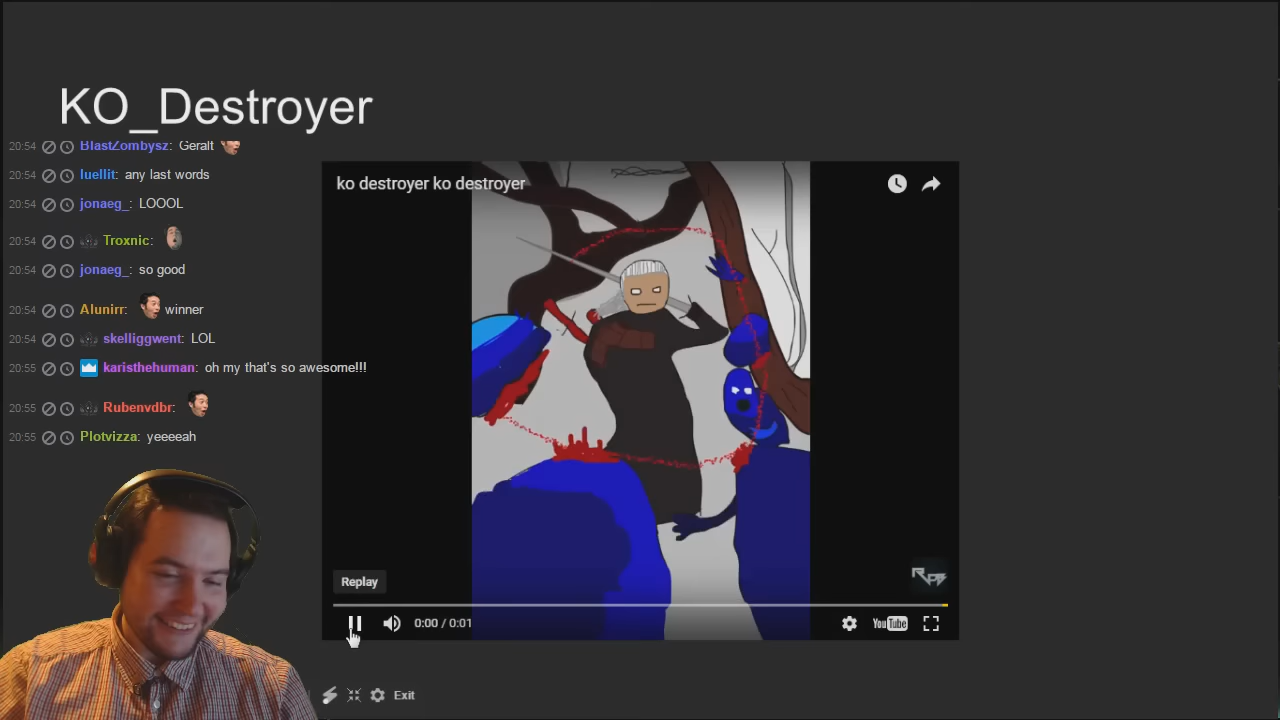 KO_Destroyer
20:54 BlastZombysz: Geralt
20:54 luellit: any last words
20:54 jonaeg_: LOOOL
20:54 Troxnic:
20:54 jonaeg_: so good
20:54 Alunirr: winner
20:54 skelliggwent: LOL
20:55 karisthehuman: oh my that's so awesome!!!
20:55 Rubenvdbr:
20:55 Plotvizza: yeeeeah
ko destroyer ko destroyer
Replay
0:00 / 0:01
YouTube
Exit